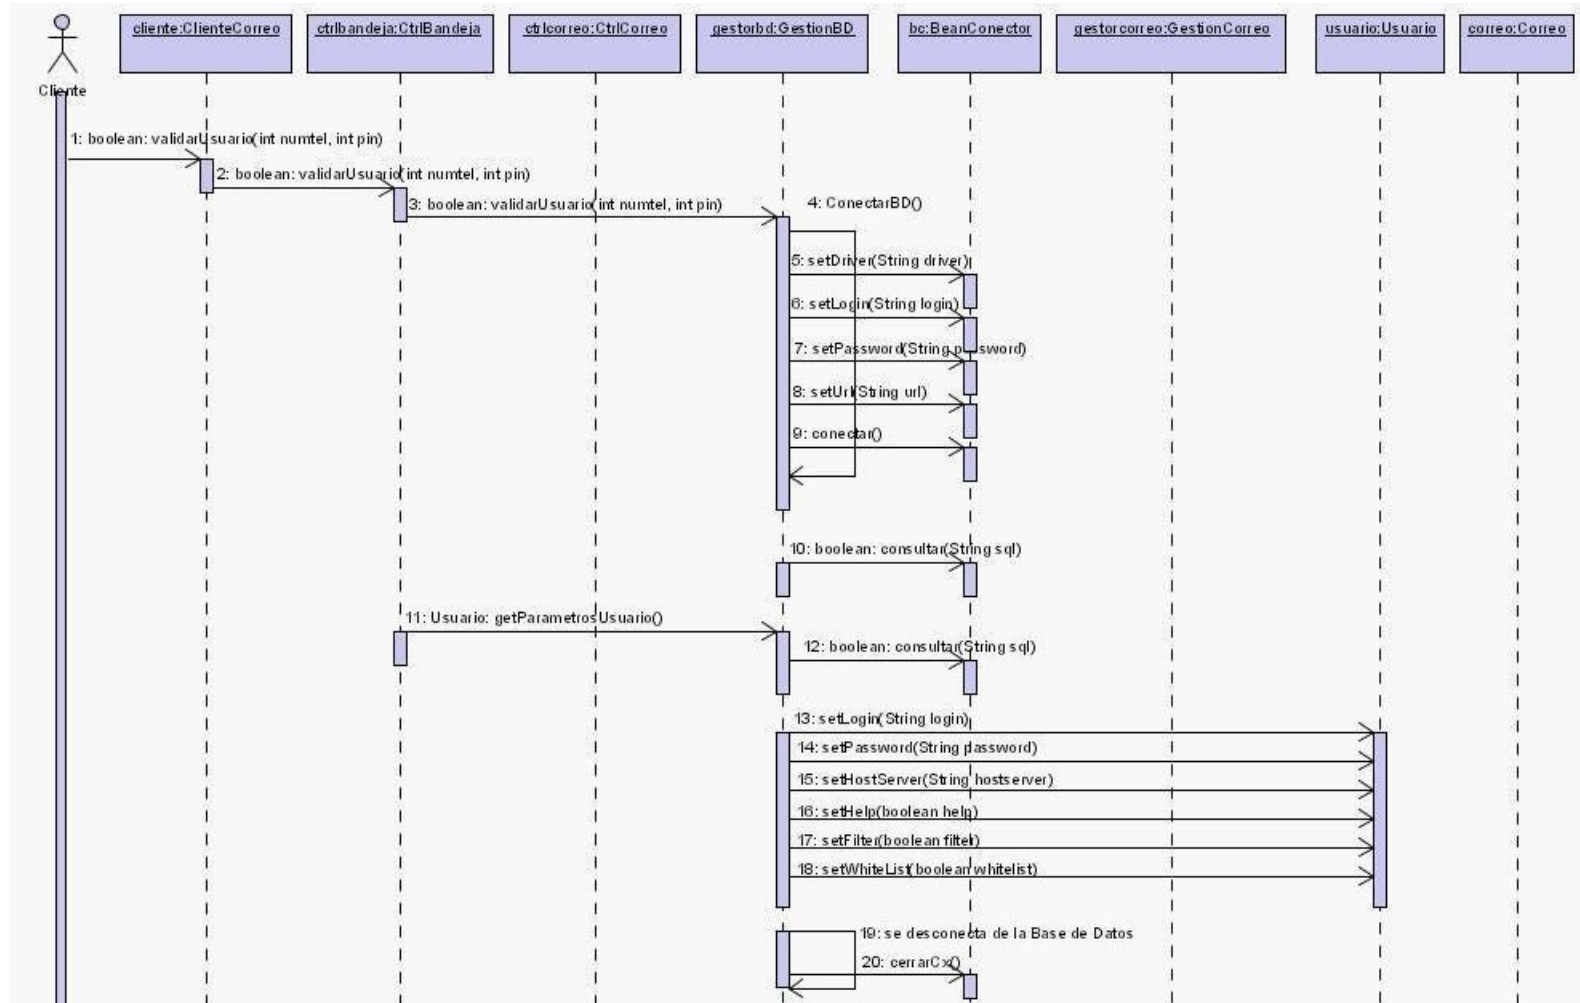 cliente:ClienteCorreo
ctrlbandeja:CtrlBandeja
ctrlcorreo:CtrlCorreo
gestorbd:GestionBD
bc:BeanConector
gestorcorreo:GestionCorreo
usuario:Usuario
correo:Correo
Cliente
1: boolean: validarUsuario(int numtel, int pin)
2: boolean: validarUsuario(int numtel, int pin)
3: boolean: validarUsuario(int numtel, int pin)
4: ConectarBD()
5: setDriver(String driver)
6: setLogin(String login)
7: setPassword(String password)
8: setUrl(String url)
9: conectar()
10: boolean: consultar(String sql)
11: Usuario: getParametrosUsuario()
12: boolean: consultar(String sql)
13: setLogin(String login)
14: setPassword(String password)
15: setHostServer(String hostserver)
16: setHelp(boolean help)
17: setFilter(boolean filter)
18: setWhiteList(boolean whitelist)
19: se desconecta de la Base de Datos
20: cerrarCx()